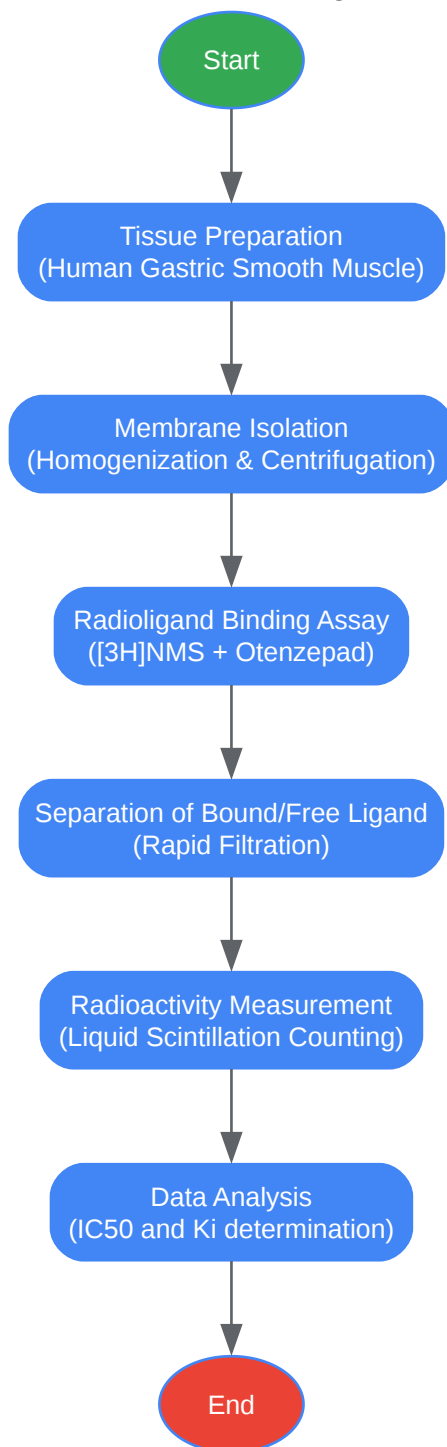 Start
Tissue Preparation
(Human Gastric Smooth Muscle)
Membrane Isolation
(Homogenization & Centrifugation)
Radioligand Binding Assay
([3H]NMS + Otenzepad)
Separation of Bound/Free Ligand
(Rapid Filtration)
Radioactivity Measurement
(Liquid Scintillation Counting)
Data Analysis
(IC50 and Ki determination)
End